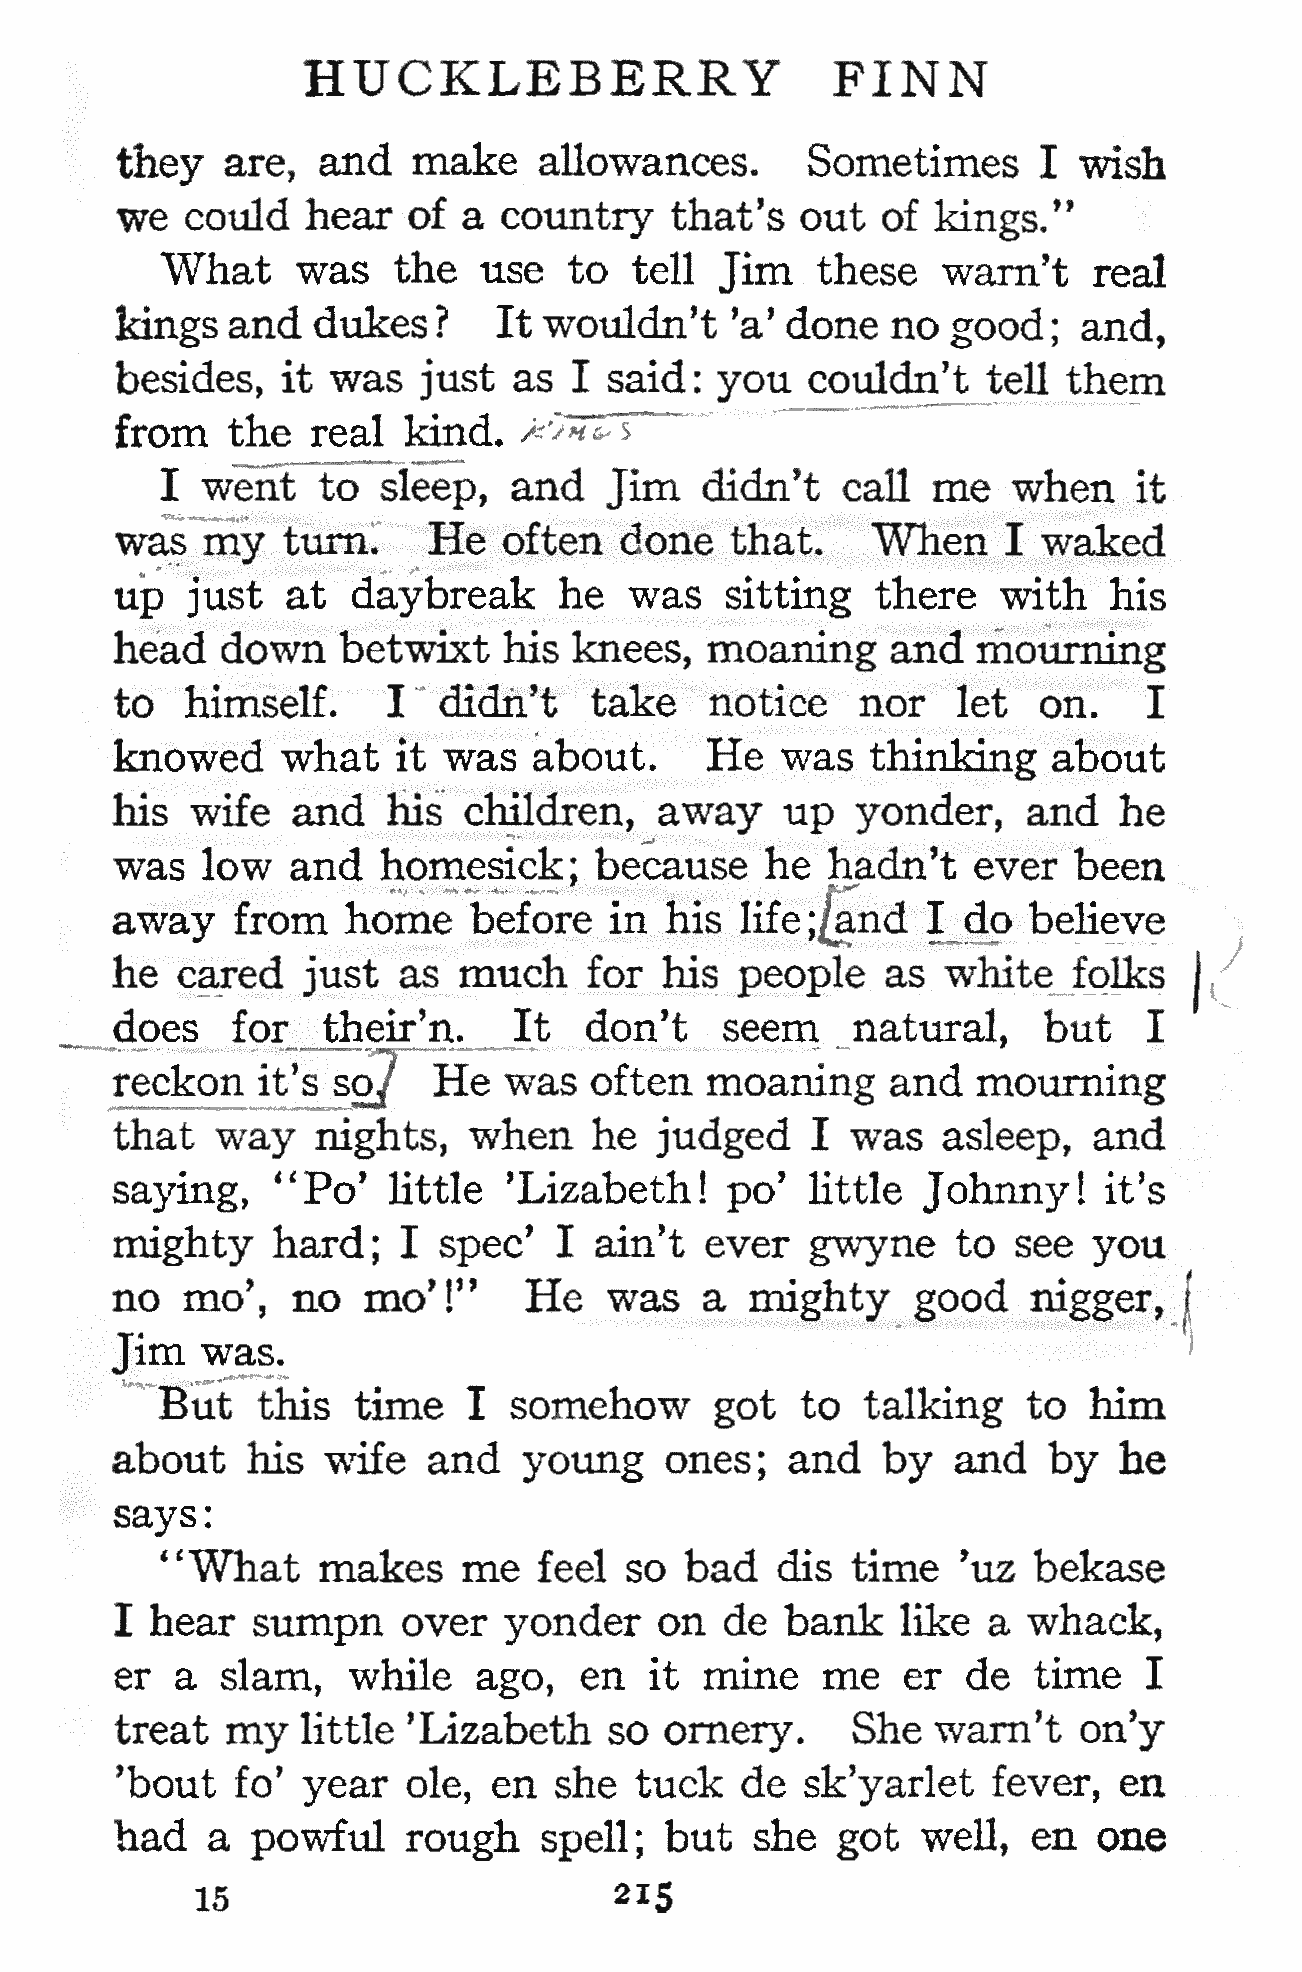 HUCKLEBERRY FINN
they are, and make allowances. Sometimes I wish
we could hear of a country that's out of kings."
What was the use to tell Jim these warn't real
kings and dukes? It wouldn't 'a' done no good; and,
besides, it was just as I said: you couldn't tell them
from the real kind. KINGS
I went to sleep, and Jim didn't call me when it
was my turn. He often done that. When I waked
up just at daybreak he was sitting there with his
head down betwixt his knees, moaning and mourning
to himself. I didn't take notice nor let on. I
knowed what it was about. He was thinking about
his wife and his children, away up yonder, and he
was low and homesick; because he hadn't ever been
away from home before in his life; and I do believe
he cared just as much for his people as white folks
does for their'n. It don't seem natural, but I
reckon it's so. He was often moaning and mourning
that way nights, when he judged I was asleep, and
saying, "Po' little 'Lizabeth! po' little Johnny! it's
mighty hard; I spec' I ain't ever gwyne to see you
no mo', no mo'!" He was a mighty good nigger,
Jim was.
But this time I somehow got to talking to him
about his wife and young ones; and by and by he
says:
"What makes me feel so bad dis time 'uz bekase
I hear sumpn over yonder on de bank like a whack,
er a slam, while ago, en it mine me er de time I
treat my little 'Lizabeth so ornery. She warn't on'y
'bout fo' year ole, en she tuck de sk'yarlet fever, en
had a powful rough spell; but she got well, en one
15 215